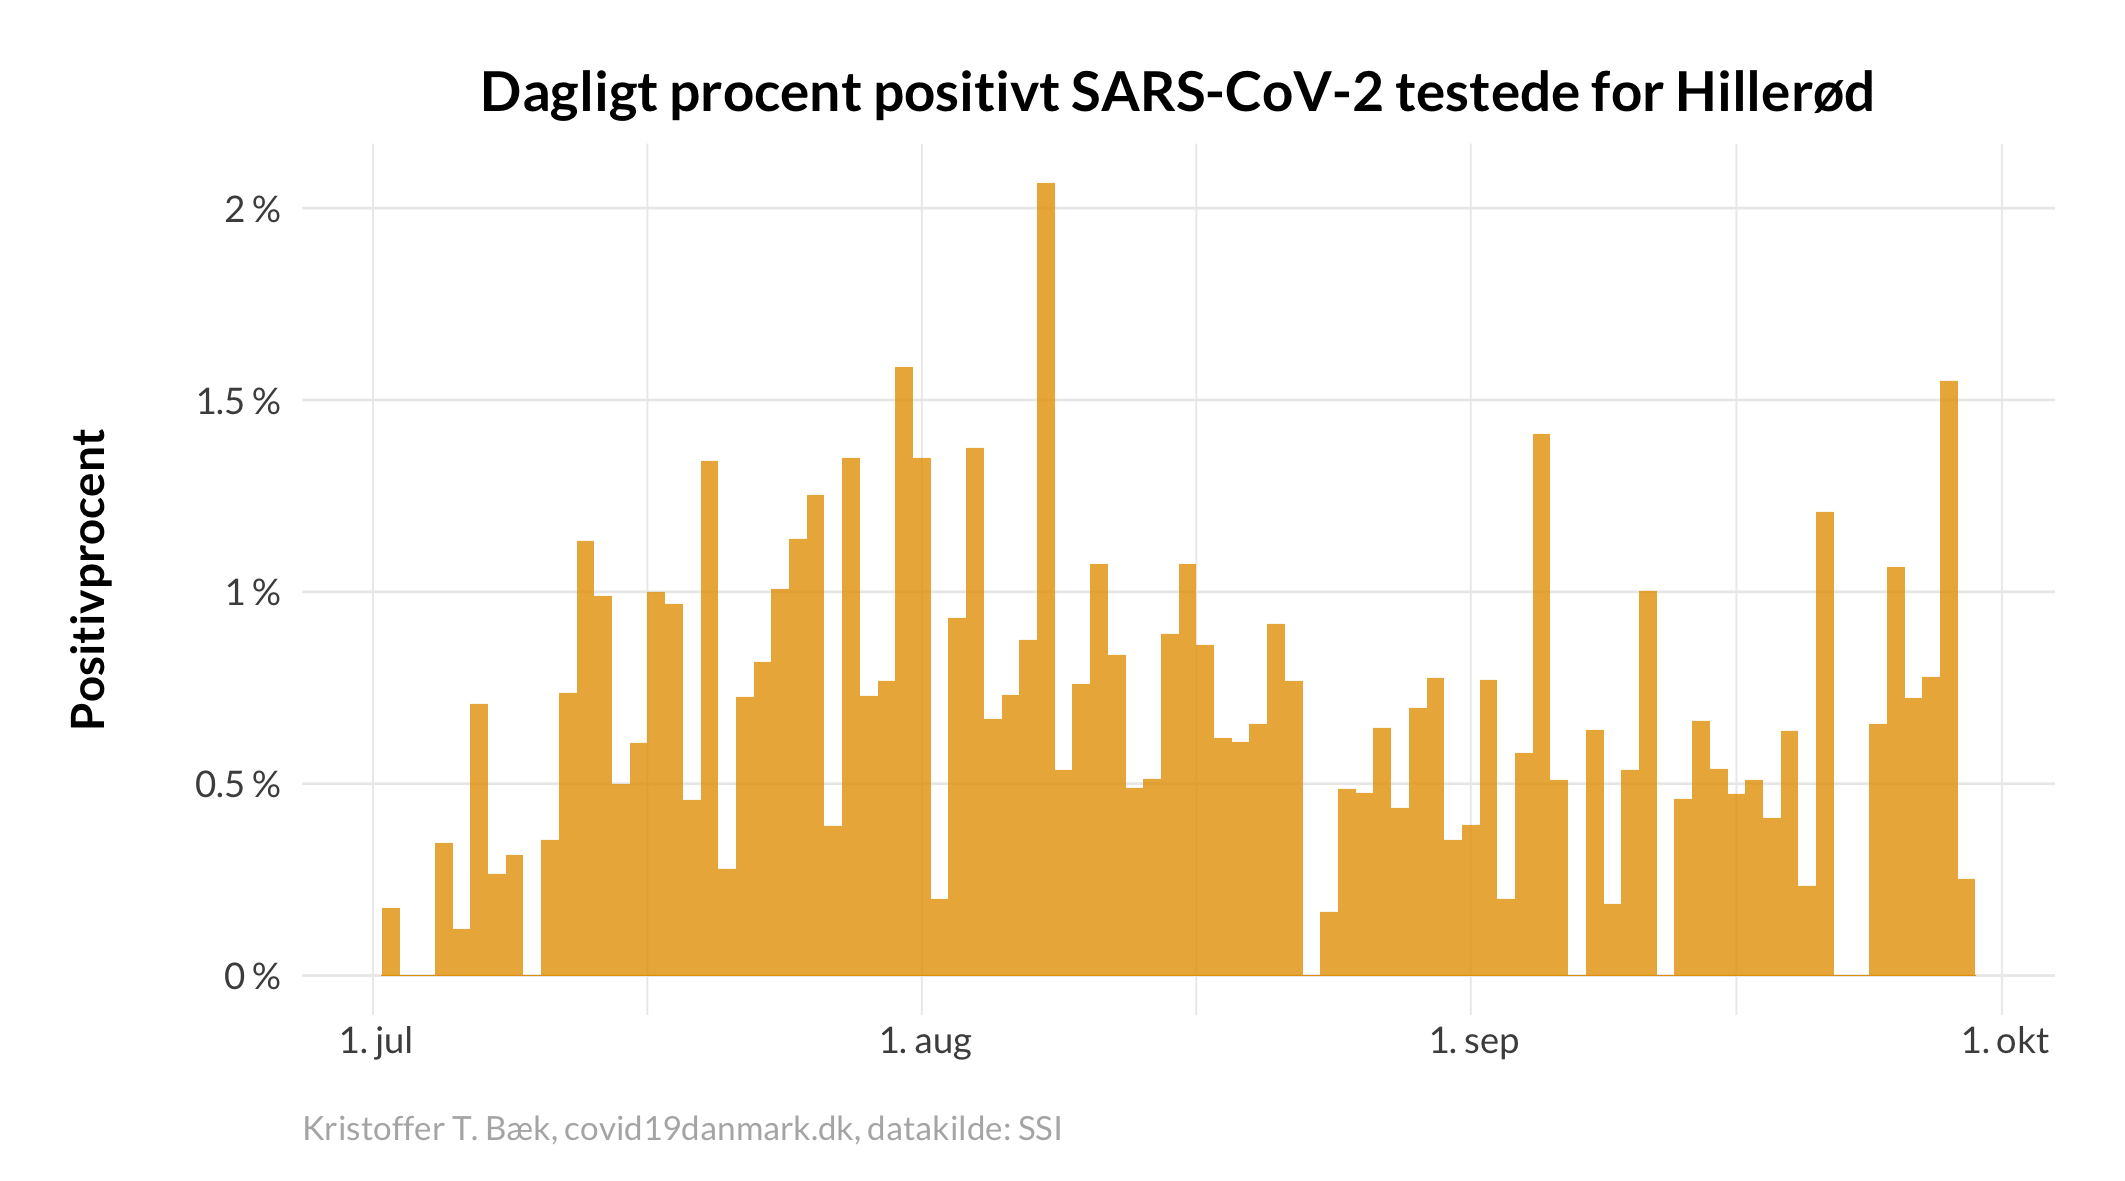 Dagligt procent positivt SARS-CoV-2 testede for Hillerød
Positivprocent
2 %
1.5 %
1 %
0.5 %
0 %
1. jul
1. aug
1. sep
1. okt
Kristoffer T. Bæk, covid19danmark.dk, datakilde: SSI